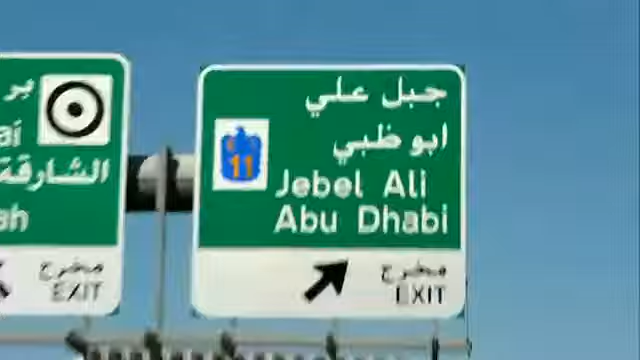 الشارقة
مخرج
EXIT
جبل علي
ابو ظبي
11
Jebel Ali
Abu Dhabi
مخرج
EXIT